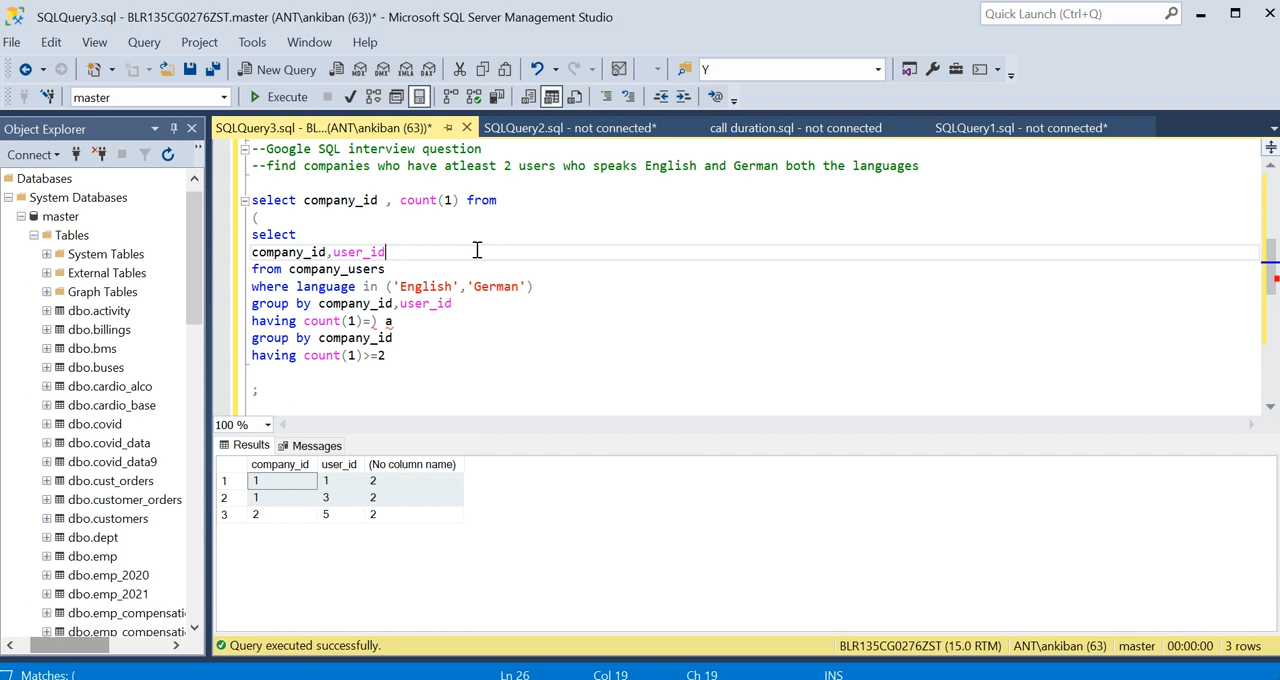 SQLQuery3.sql - BLR135CG0276ZST.master (ANT\ankiban (63))* - Microsoft SQL Server Management Studio
Quick Launch (Ctrl+Q)
File Edit View Query Project Tools Window Help
New Query MDX DMX XMLA DAX Y
master Execute
Object Explorer
SQLQuery3.sql - BL...(ANT\ankiban (63))* SQLQuery2.sql - not connected* call duration.sql - not connected SQLQuery1.sql - not connected*
Connect
Databases
System Databases
master
Tables
System Tables
External Tables
Graph Tables
dbo.activity
dbo.billings
dbo.bms
dbo.buses
dbo.cardio_alco
dbo.cardio_base
dbo.covid
dbo.covid_data
dbo.covid_data9
dbo.cust_orders
dbo.customer_orders
dbo.customers
dbo.dept
dbo.emp
dbo.emp_2020
dbo.emp_2021
dbo.emp_compensati
dbo.emp_compensati
--Google SQL interview question
--find companies who have atleast 2 users who speaks English and German both the languages
select company_id , count(1) from
(
select
company_id,user_id
from company_users
where language in ('English','German')
group by company_id,user_id
having count(1)=) a
group by company_id
having count(1)>=2
;
100 %
Results Messages
company_id user_id (No column name)
1 1 1 2
2 1 3 2
3 2 5 2
Query executed successfully. BLR135CG0276ZST (15.0 RTM) ANT\ankiban (63) master 00:00:00 3 rows
Matches: ( Ln 26 Col 19 Ch 19 INS